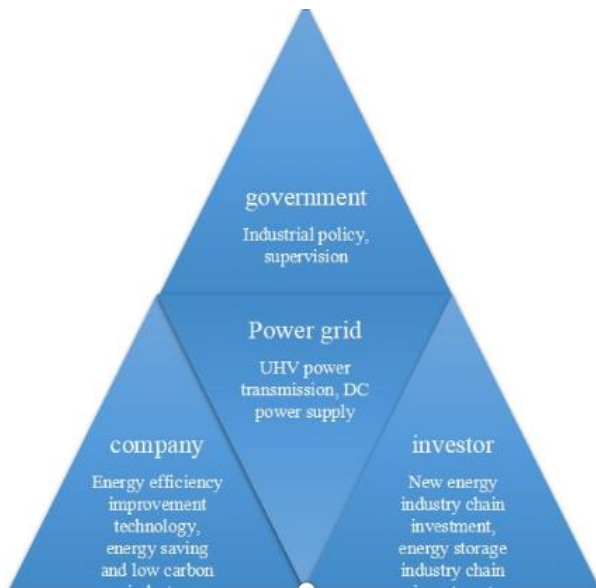 government
Industrial policy,
supervision
Power grid
UHV power
transmission, DC
power supply
company
Energy efficiency
improvement
technology,
energy saving
and low carbon
investor
New energy
industry chain
investment,
energy storage
industry chain